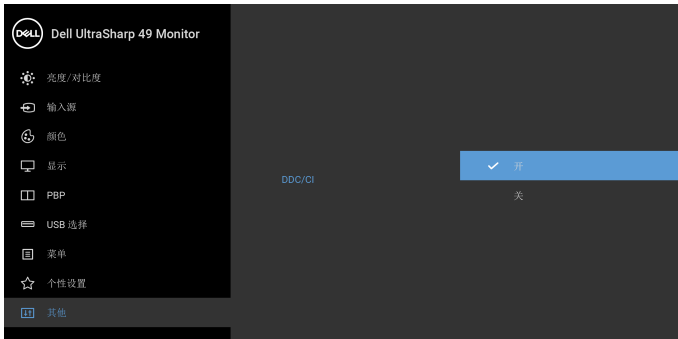 DELL
Dell UltraSharp 49 Monitor
亮度/对比度
输入源
颜色
显示
PBP
USB 选择
菜单
个性设置
其他
DDC/CI
开
关